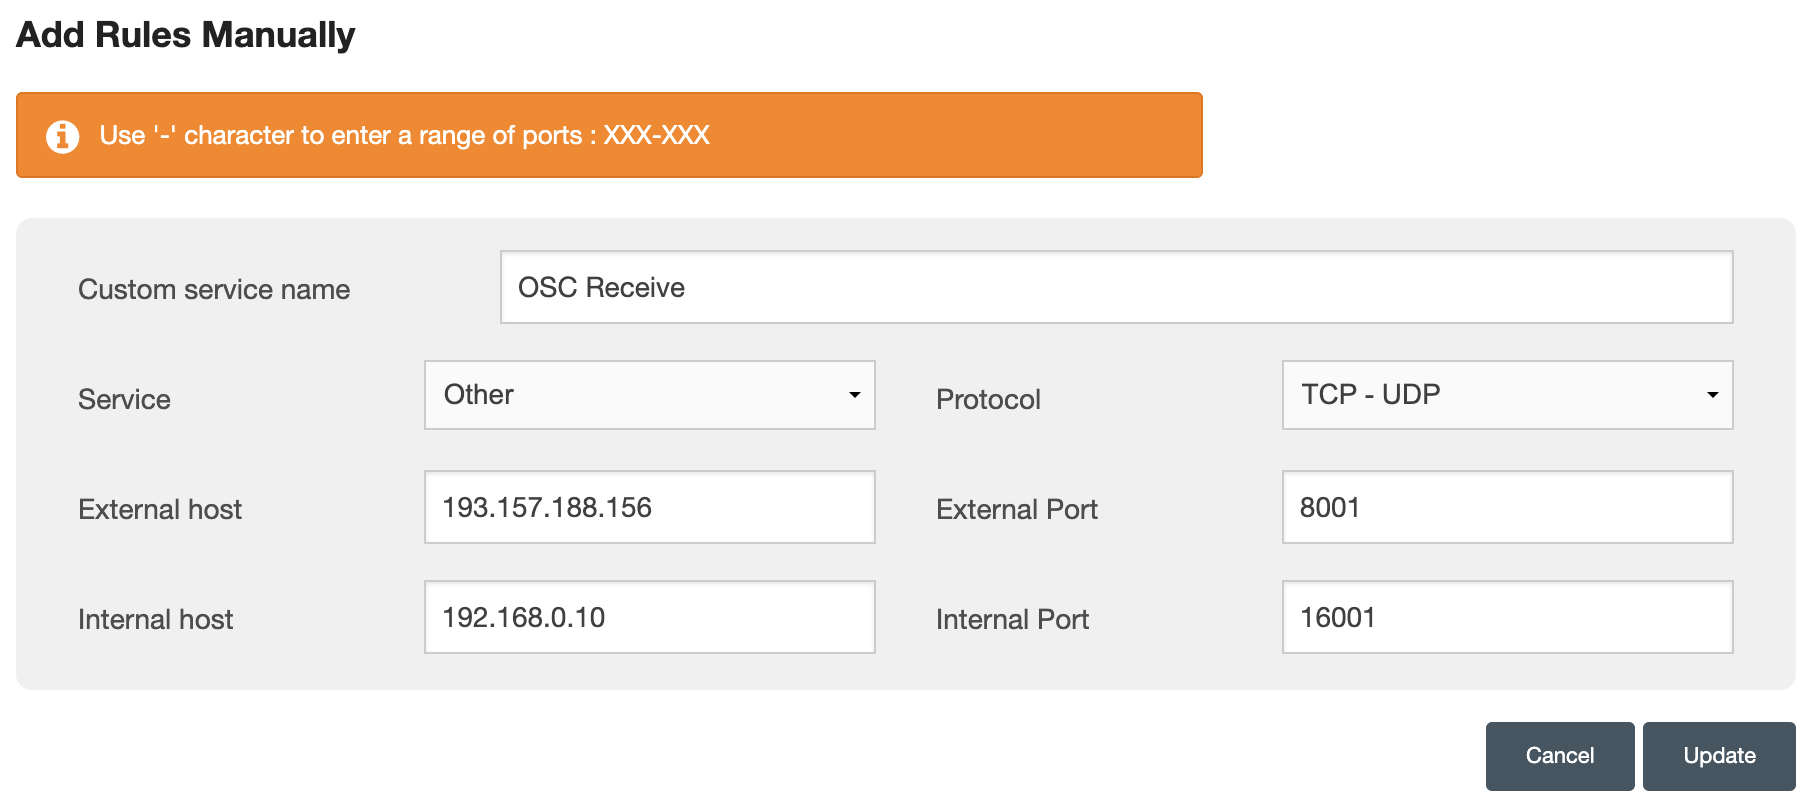 Add Rules Manually
Use '-' character to enter a range of ports : XXX-XXX
Custom service name OSC Receive
Service Other Protocol TCP - UDP
External host 193.157.188.156 External Port 8001
Internal host 192.168.0.10 Internal Port 16001
Cancel Update